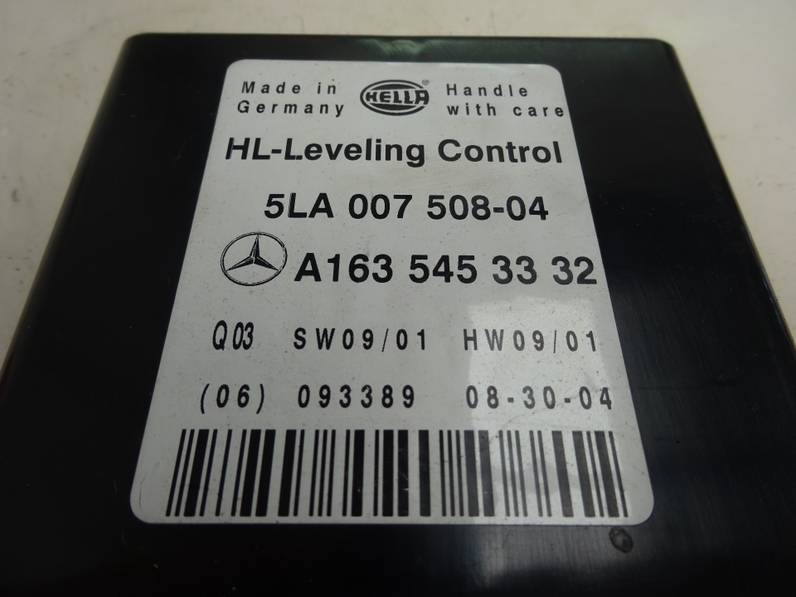 Made in Germany HELLA ® Handle with care
HL-Leveling Control
5LA 007 508-04
A163 545 33 32
Q03 SW09/01 HW09/01
(06) 093389 08-30-04